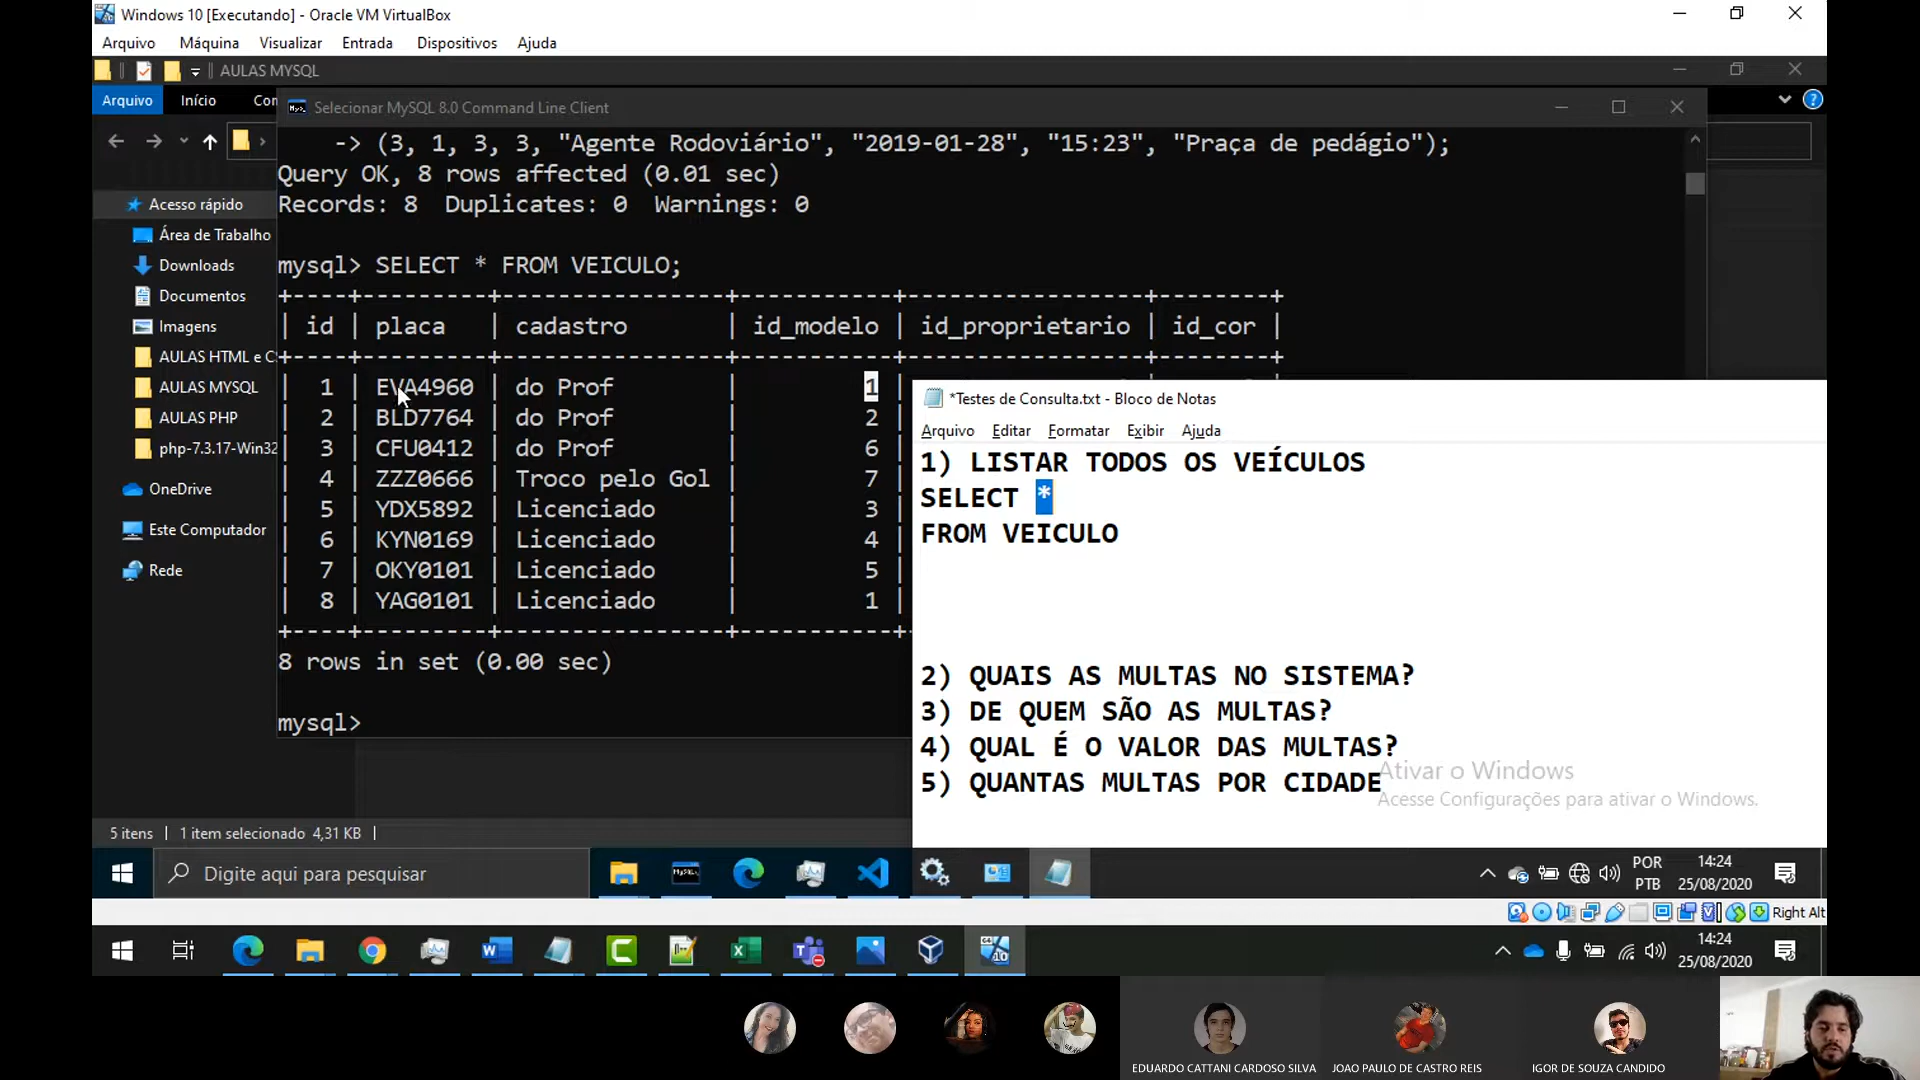 Windows 10 [Executando] - Oracle VM VirtualBox
Arquivo Máquina Visualizar Entrada Dispositivos Ajuda
AULAS MYSQL
Arquivo Início Con
Selecionar MySQL 8.0 Command Line Client
-> (3, 1, 3, 3, "Agente Rodoviário", "2019-01-28", "15:23", "Praça de pedágio");
Query OK, 8 rows affected (0.01 sec)
Records: 8 Duplicates: 0 Warnings: 0
mysql> SELECT * FROM VEICULO;
+----+---------+----------------+-----------+-----------------+--------+
| id | placa | cadastro | id_modelo | id_proprietario | id_cor |
+----+---------+----------------+-----------+-----------------+--------+
| 1 | EVA4960 | do Prof | 1 |
| 2 | BLD7764 | do Prof | 2 |
| 3 | CFU0412 | do Prof | 6 |
| 4 | ZZZ0666 | Troco pelo Gol | 7 |
| 5 | YDX5892 | Licenciado | 3 |
| 6 | KYN0169 | Licenciado | 4 |
| 7 | OKY0101 | Licenciado | 5 |
| 8 | YAG0101 | Licenciado | 1 |
+----+---------+----------------+-----------+-
8 rows in set (0.00 sec)
mysql>
Acesso rápido
Área de Trabalho
Downloads
Documentos
Imagens
AULAS HTML e C
AULAS MYSQL
AULAS PHP
php-7.3.17-Win32
OneDrive
Este Computador
Rede
5 itens 1 item selecionado 4,31 KB
*Testes de Consulta.txt - Bloco de Notas
Arquivo Editar Formatar Exibir Ajuda
1) LISTAR TODOS OS VEÍCULOS
SELECT *
FROM VEICULO
2) QUAIS AS MULTAS NO SISTEMA?
3) DE QUEM SÃO AS MULTAS?
4) QUAL É O VALOR DAS MULTAS?
5) QUANTAS MULTAS POR CIDADE
Ativar o Windows
Acesse Configurações para ativar o Windows.
Digite aqui para pesquisar
POR
PTB
14:24
25/08/2020
Right Alt
14:24
25/08/2020
EDUARDO CATTANI CARDOSO SILVA
JOAO PAULO DE CASTRO REIS
IGOR DE SOUZA CANDIDO